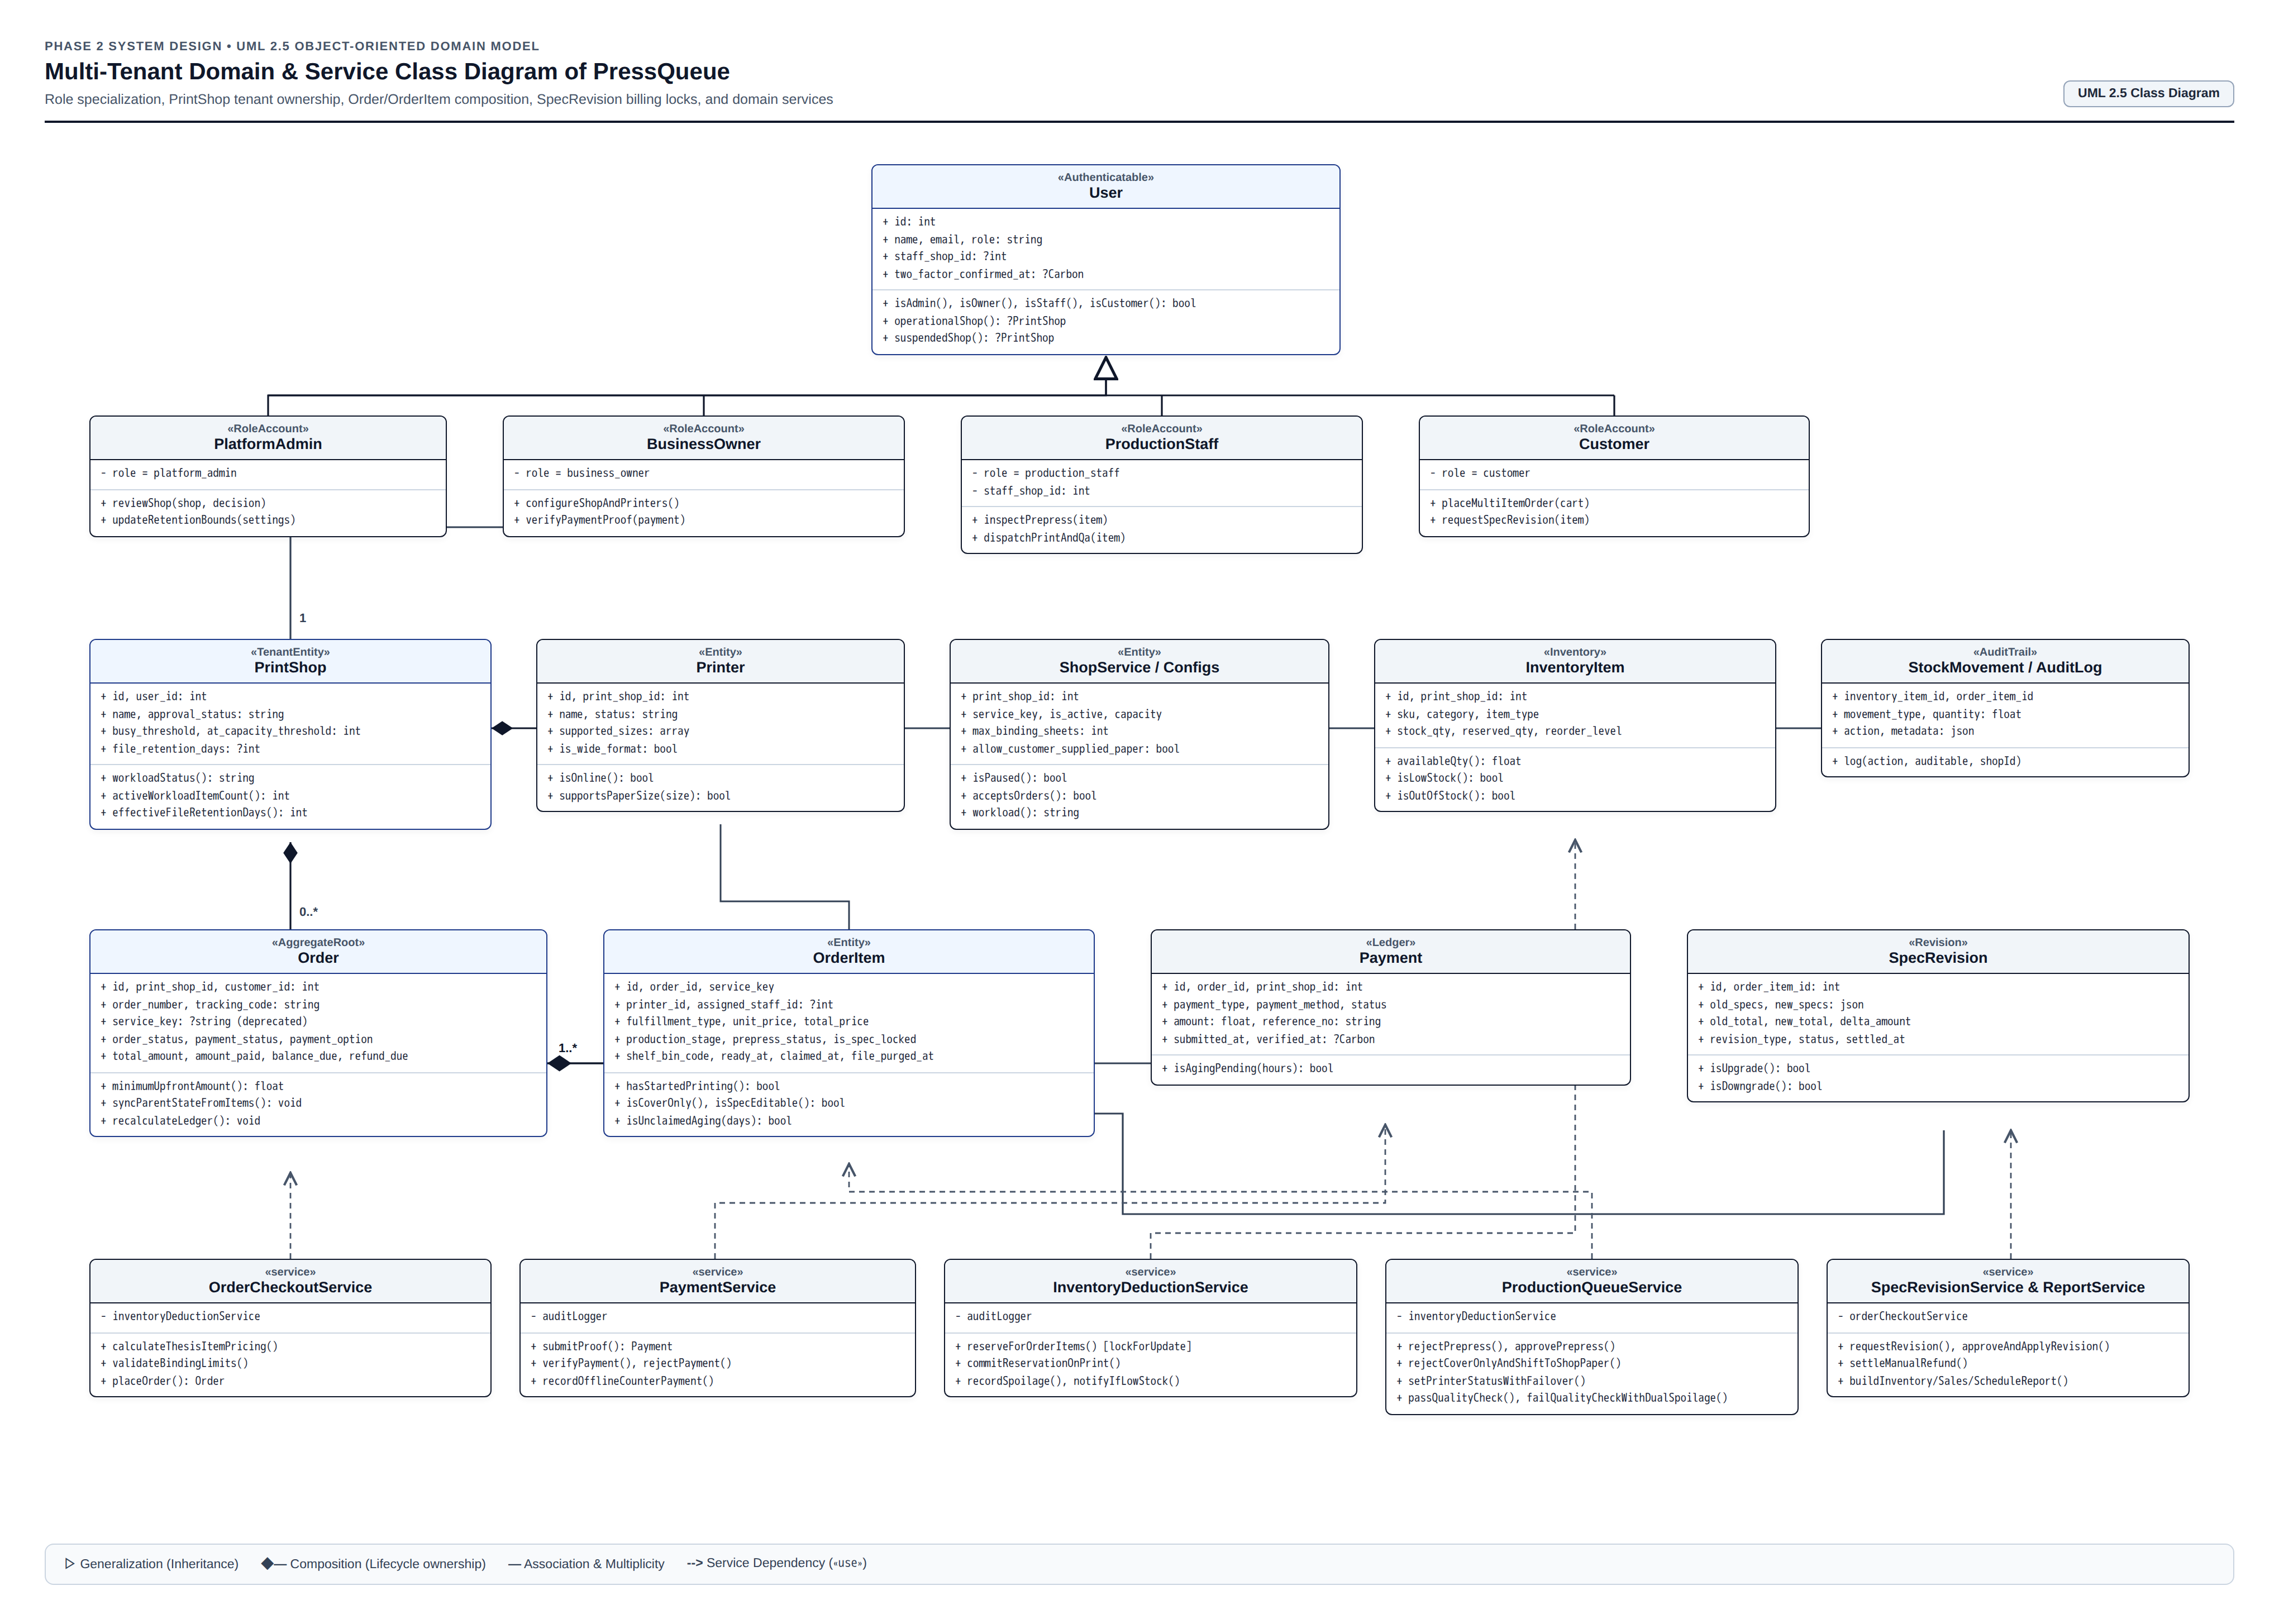 PHASE 2 SYSTEM DESIGN • UML 2.5 OBJECT-ORIENTED DOMAIN MODEL
Multi-Tenant Domain & Service Class Diagram of PressQueue
Role specialization, PrintShop tenant ownership, Order/OrderItem composition, SpecRevision billing locks, and domain services
UML 2.5 Class Diagram
«Authenticatable»
User
+ id: int
+ name, email, role: string
+ staff_shop_id: ?int
+ two_factor_confirmed_at: ?Carbon
+ isAdmin(), isOwner(), isStaff(), isCustomer(): bool
+ operationalShop(): ?PrintShop
+ suspendedShop(): ?PrintShop
«RoleAccount»
PlatformAdmin
- role = platform_admin
+ reviewShop(shop, decision)
+ updateRetentionBounds(settings)
«RoleAccount»
BusinessOwner
- role = business_owner
+ configureShopAndPrinters()
+ verifyPaymentProof(payment)
«RoleAccount»
ProductionStaff
- role = production_staff
- staff_shop_id: int
+ inspectPrepress(item)
+ dispatchPrintAndQa(item)
«RoleAccount»
Customer
- role = customer
+ placeMultiItemOrder(cart)
+ requestSpecRevision(item)
1
«TenantEntity»
PrintShop
+ id, user_id: int
+ name, approval_status: string
+ busy_threshold, at_capacity_threshold: int
+ file_retention_days: ?int
+ workloadStatus(): string
+ activeWorkloadItemCount(): int
+ effectiveFileRetentionDays(): int
«Entity»
Printer
+ id, print_shop_id: int
+ name, status: string
+ supported_sizes: array
+ is_wide_format: bool
+ isOnline(): bool
+ supportsPaperSize(size): bool
«Entity»
ShopService / Configs
+ print_shop_id: int
+ service_key, is_active, capacity
+ max_binding_sheets: int
+ allow_customer_supplied_paper: bool
+ isPaused(): bool
+ acceptsOrders(): bool
+ workload(): string
«Inventory»
InventoryItem
+ id, print_shop_id: int
+ sku, category, item_type
+ stock_qty, reserved_qty, reorder_level
+ availableQty(): float
+ isLowStock(): bool
+ isOutOfStock(): bool
«AuditTrail»
StockMovement / AuditLog
+ inventory_item_id, order_item_id
+ movement_type, quantity: float
+ action, metadata: json
+ log(action, auditable, shopId)
0..*
«AggregateRoot»
Order
+ id, print_shop_id, customer_id: int
+ order_number, tracking_code: string
+ service_key: ?string (deprecated)
+ order_status, payment_status, payment_option
+ total_amount, amount_paid, balance_due, refund_due
+ minimumUpfrontAmount(): float
+ syncParentStateFromItems(): void
+ recalculateLedger(): void
1..*
«Entity»
OrderItem
+ id, order_id, service_key
+ printer_id, assigned_staff_id: ?int
+ fulfillment_type, unit_price, total_price
+ production_stage, prepress_status, is_spec_locked
+ shelf_bin_code, ready_at, claimed_at, file_purged_at
+ hasStartedPrinting(): bool
+ isCoverOnly(), isSpecEditable(): bool
+ isUnclaimedAging(days): bool
«Ledger»
Payment
+ id, order_id, print_shop_id: int
+ payment_type, payment_method, status
+ amount: float, reference_no: string
+ submitted_at, verified_at: ?Carbon
+ isAgingPending(hours): bool
«Revision»
SpecRevision
+ id, order_item_id: int
+ old_specs, new_specs: json
+ old_total, new_total, delta_amount
+ revision_type, status, settled_at
+ isUpgrade(): bool
+ isDowngrade(): bool
«service»
OrderCheckoutService
- inventoryDeductionService
+ calculateThesisItemPricing()
+ validateBindingLimits()
+ placeOrder(): Order
«service»
PaymentService
- auditLogger
+ submitProof(): Payment
+ verifyPayment(), rejectPayment()
+ recordOfflineCounterPayment()
«service»
InventoryDeductionService
- auditLogger
+ reserveForOrderItems() [lockForUpdate]
+ commitReservationOnPrint()
+ recordSpoilage(), notifyIfLowStock()
«service»
ProductionQueueService
- inventoryDeductionService
+ rejectPrepress(), approvePrepress()
+ rejectCoverOnlyAndShiftToShopPaper()
+ setPrinterStatusWithFailover()
+ passQualityCheck(), failQualityCheckWithDualSpoilage()
«service»
SpecRevisionService & ReportService
- orderCheckoutService
+ requestRevision(), approveAndApplyRevision()
+ settleManualRefund()
+ buildInventory/Sales/ScheduleReport()
▷ Generalization (Inheritance) ◆— Composition (Lifecycle ownership) — Association & Multiplicity --> Service Dependency («use»)